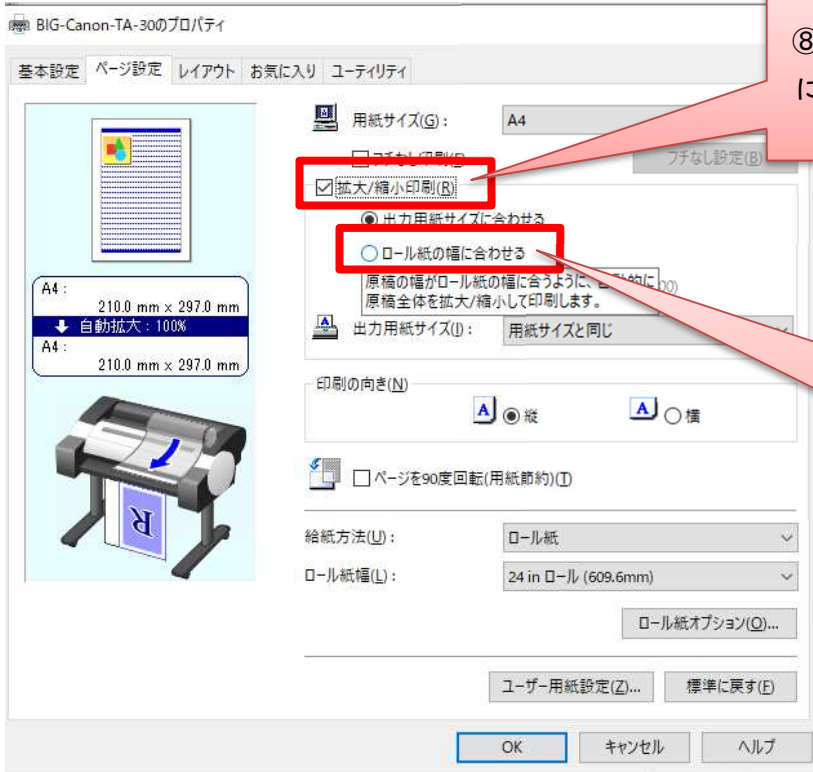 BIG-Canon-TA-30のプロパティ
⑧
に
基本設定 ページ設定 レイアウト お気に入り ユーティリティ
用紙サイズ(G): A4
フチなし印刷(F) フチなし設定(B)
拡大/縮小印刷(R)
出力用紙サイズに合わせる
ロール紙の幅に合わせる
原稿の幅がロール紙の幅に合うように、自動的に
原稿全体を拡大/縮小して印刷します。
出力用紙サイズ(I): 用紙サイズと同じ
A4:
210.0 mm × 297.0 mm
自動拡大: 100%
A4:
210.0 mm × 297.0 mm
印刷の向き(N)
A 縦 A 横
ページを90度回転(用紙節約)(T)
R
給紙方法(U): ロール紙
ロール紙幅(L): 24 in ロール (609.6mm)
ロール紙オプション(O)...
ユーザー用紙設定(Z)... 標準に戻す(F)
OK キャンセル ヘルプ